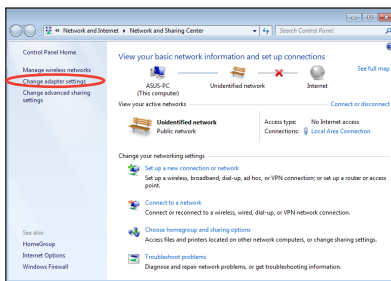 « Network and Internet ▸ Network and Sharing Center
Search Control Panel
Control Panel Home
Manage wireless networks
Change adapter settings
Change advanced sharing
settings
View your basic network information and set up connections
See full map
ASUS-PC
(This computer)
Unidentified network
Internet
View your active networks
Connect or disconnect
Unidentified network
Public network
Access type: No Internet access
Connections: Local Area Connection
Change your networking settings
Set up a new connection or network
Set up a wireless, broadband, dial-up, ad hoc, or VPN connection; or set up a router or access
point.
Connect to a network
Connect or reconnect to a wireless, wired, dial-up, or VPN network connection.
Choose homegroup and sharing options
Access files and printers located on other network computers, or change sharing settings.
Troubleshoot problems
Diagnose and repair network problems, or get troubleshooting information.
See also
HomeGroup
Internet Options
Windows Firewall